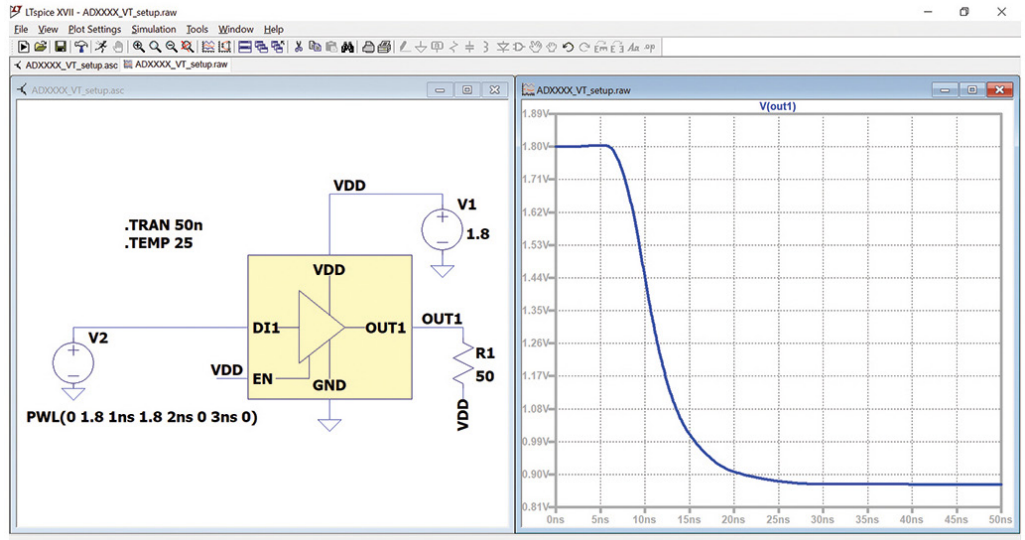 LTspice XVII - ADXXXX_VT_setup.raw
File View Plot Settings Simulation Tools Window Help
ADXXXX_VT_setup.asc ADXXXX_VT_setup.raw
ADXXXX_VT_setup.asc
ADXXXX_VT_setup.raw
.TRAN 50n
.TEMP 25
VDD
V1
1.8
VDD
DI1
OUT1
OUT1
V2
R1
50
VDD
EN
GND
VDD
PWL(0 1.8 1ns 1.8 2ns 0 3ns 0)
V(out1)
1.89V
1.80V
1.71V
1.62V
1.53V
1.44V
1.35V
1.26V
1.17V
1.08V
0.99V
0.90V
0.81V
0ns 5ns 10ns 15ns 20ns 25ns 30ns 35ns 40ns 45ns 50ns